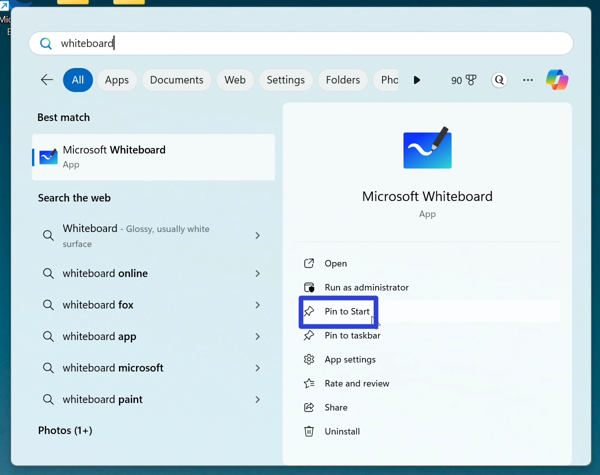 Mic
E
whiteboard
All
Apps
Documents
Web
Settings
Folders
Pho
90
Best match
Microsoft Whiteboard
App
Search the web
Whiteboard - Glossy, usually white
surface
whiteboard online
whiteboard fox
whiteboard app
whiteboard microsoft
whiteboard paint
Photos (1+)
Microsoft Whiteboard
App
Open
Run as administrator
Pin to Start
Pin to taskbar
App settings
Rate and review
Share
Uninstall